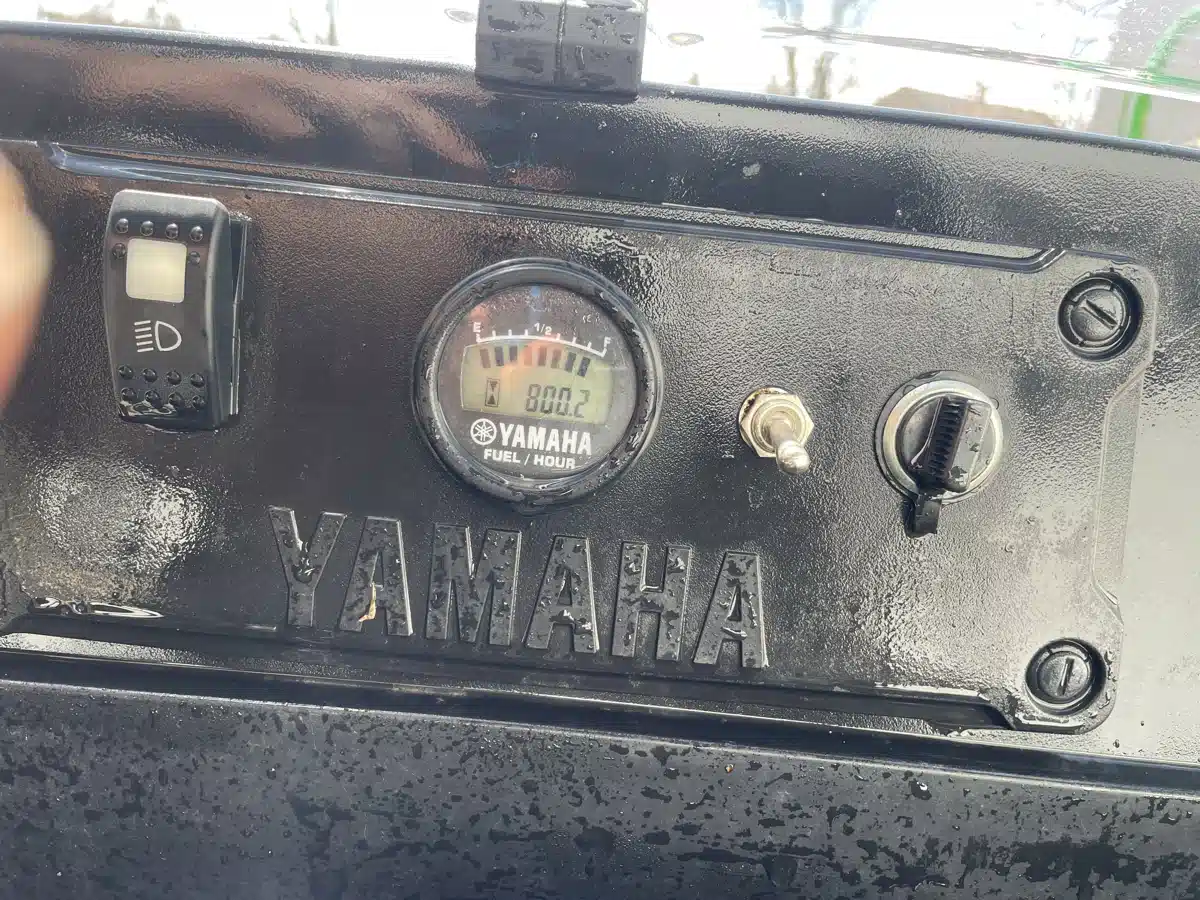 E 1/2 F
800.2
YAMAHA
FUEL / HOUR
YAMAHA